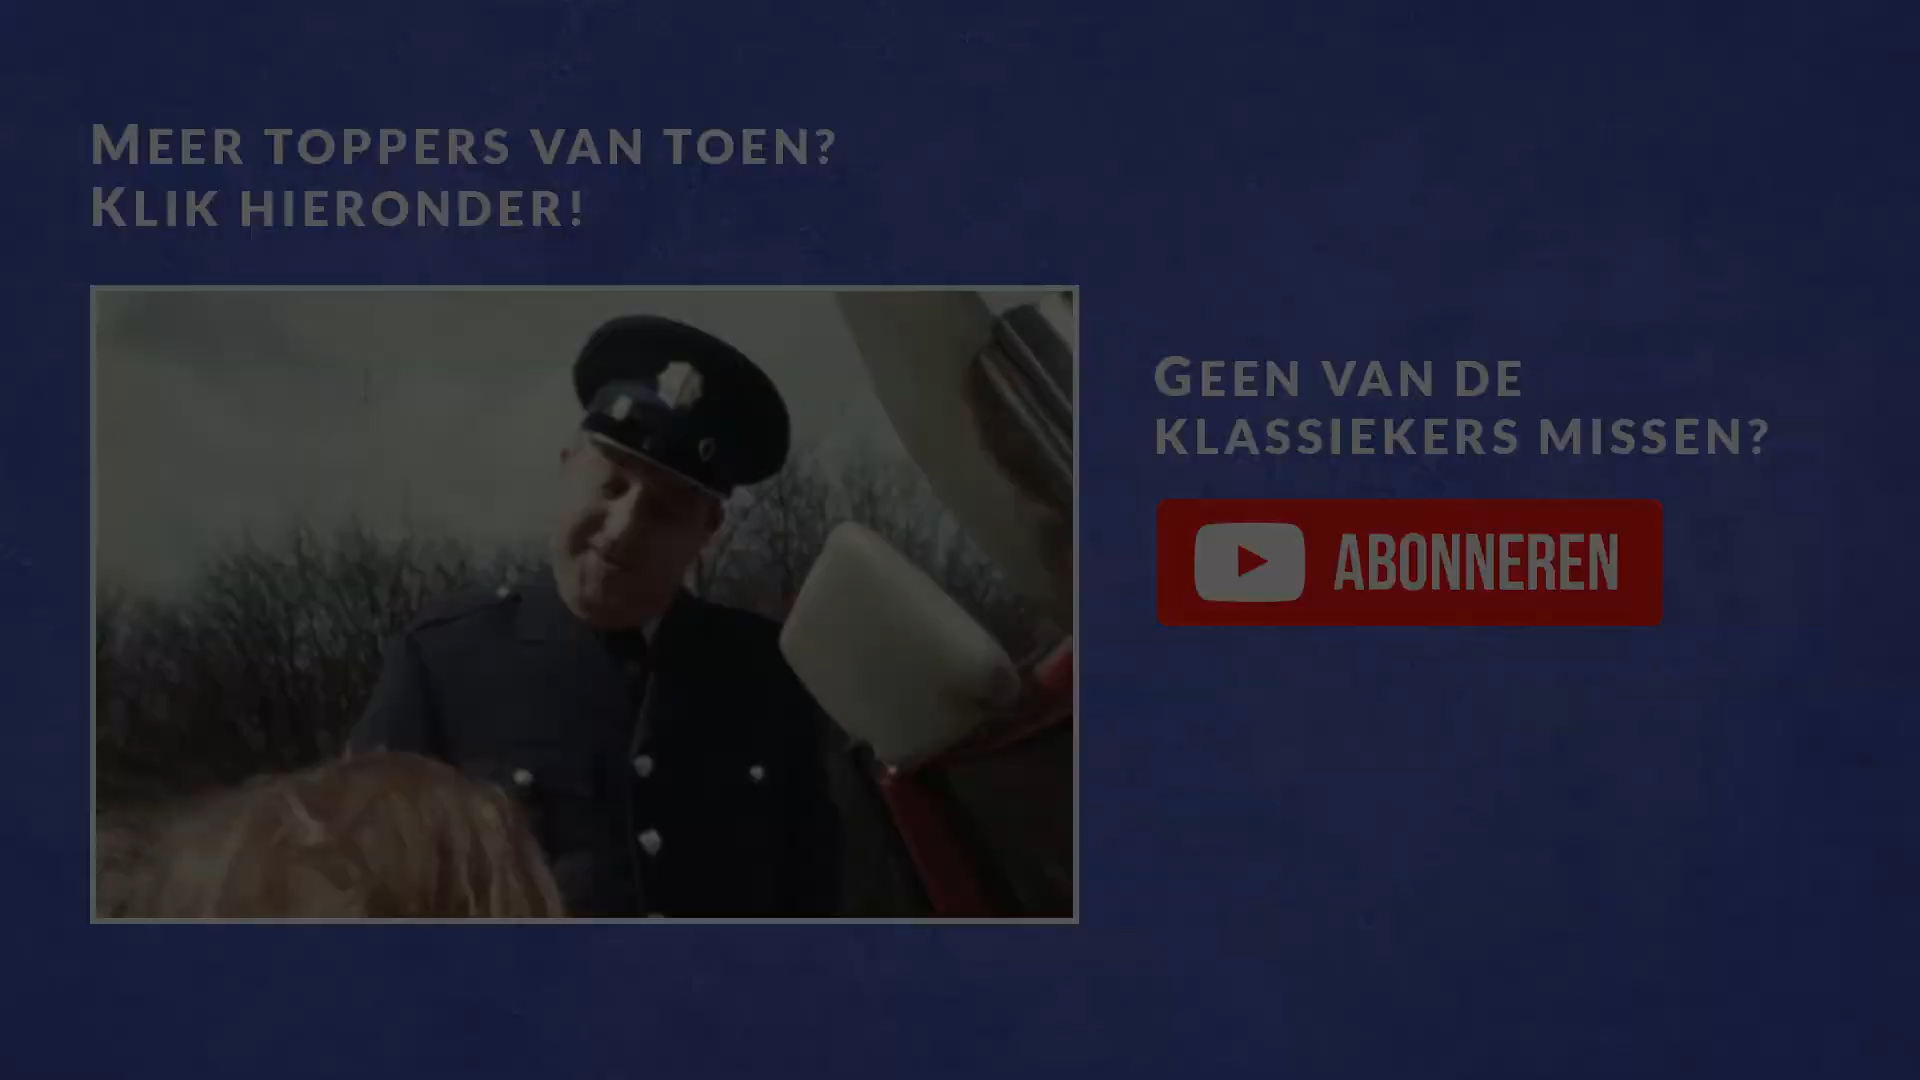 Meer toppers van toen?
Klik hieronder!
Geen van de
klassiekers missen?
ABONNEREN